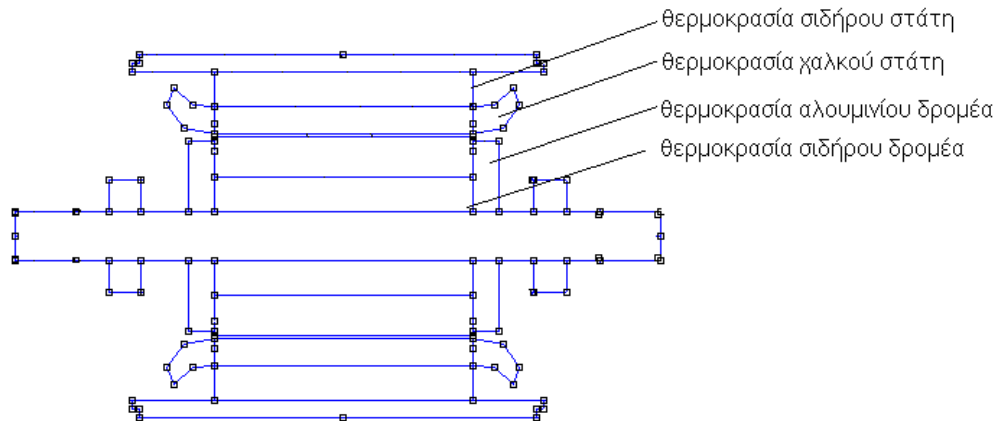 θερμοκρασία σιδήρου στάτη
θερμοκρασία χαλκού στάτη
θερμοκρασία αλουμινίου δρομέα
θερμοκρασία σιδήρου δρομέα